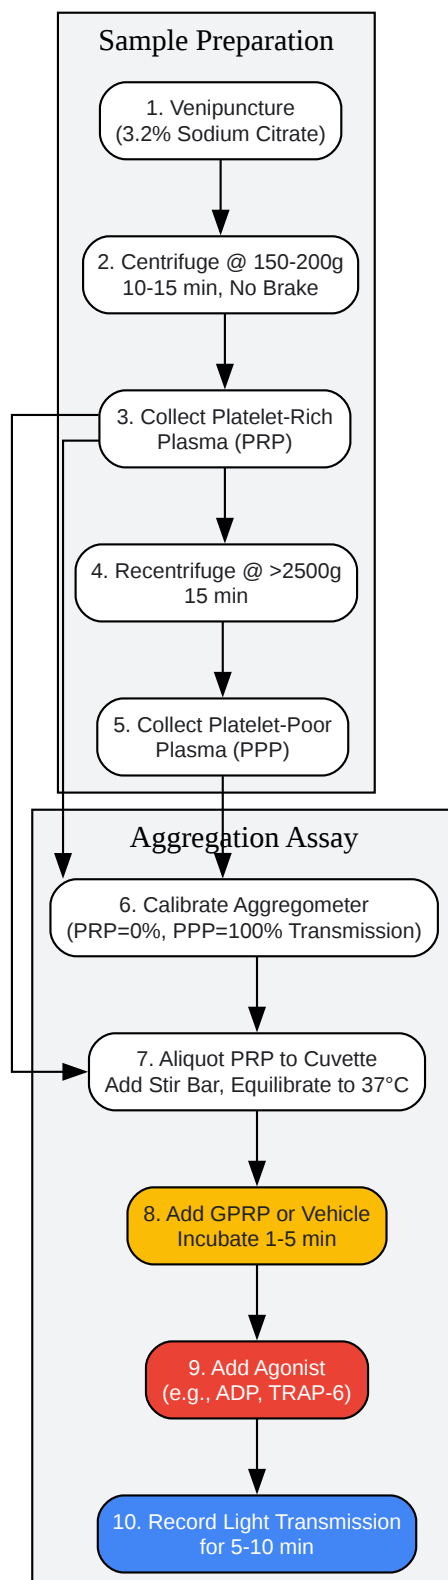 Sample Preparation
1. Venipuncture
(3.2% Sodium Citrate)
2. Centrifuge @ 150-200g
10-15 min, No Brake
3. Collect Platelet-Rich
Plasma (PRP)
4. Recentrifuge @ >2500g
15 min
5. Collect Platelet-Poor
Plasma (PPP)
Aggregation Assay
6. Calibrate Aggregometer
(PRP=0%, PPP=100% Transmission)
7. Aliquot PRP to Cuvette
Add Stir Bar, Equilibrate to 37°C
8. Add GPRP or Vehicle
Incubate 1-5 min
9. Add Agonist
(e.g., ADP, TRAP-6)
10. Record Light Transmission
for 5-10 min